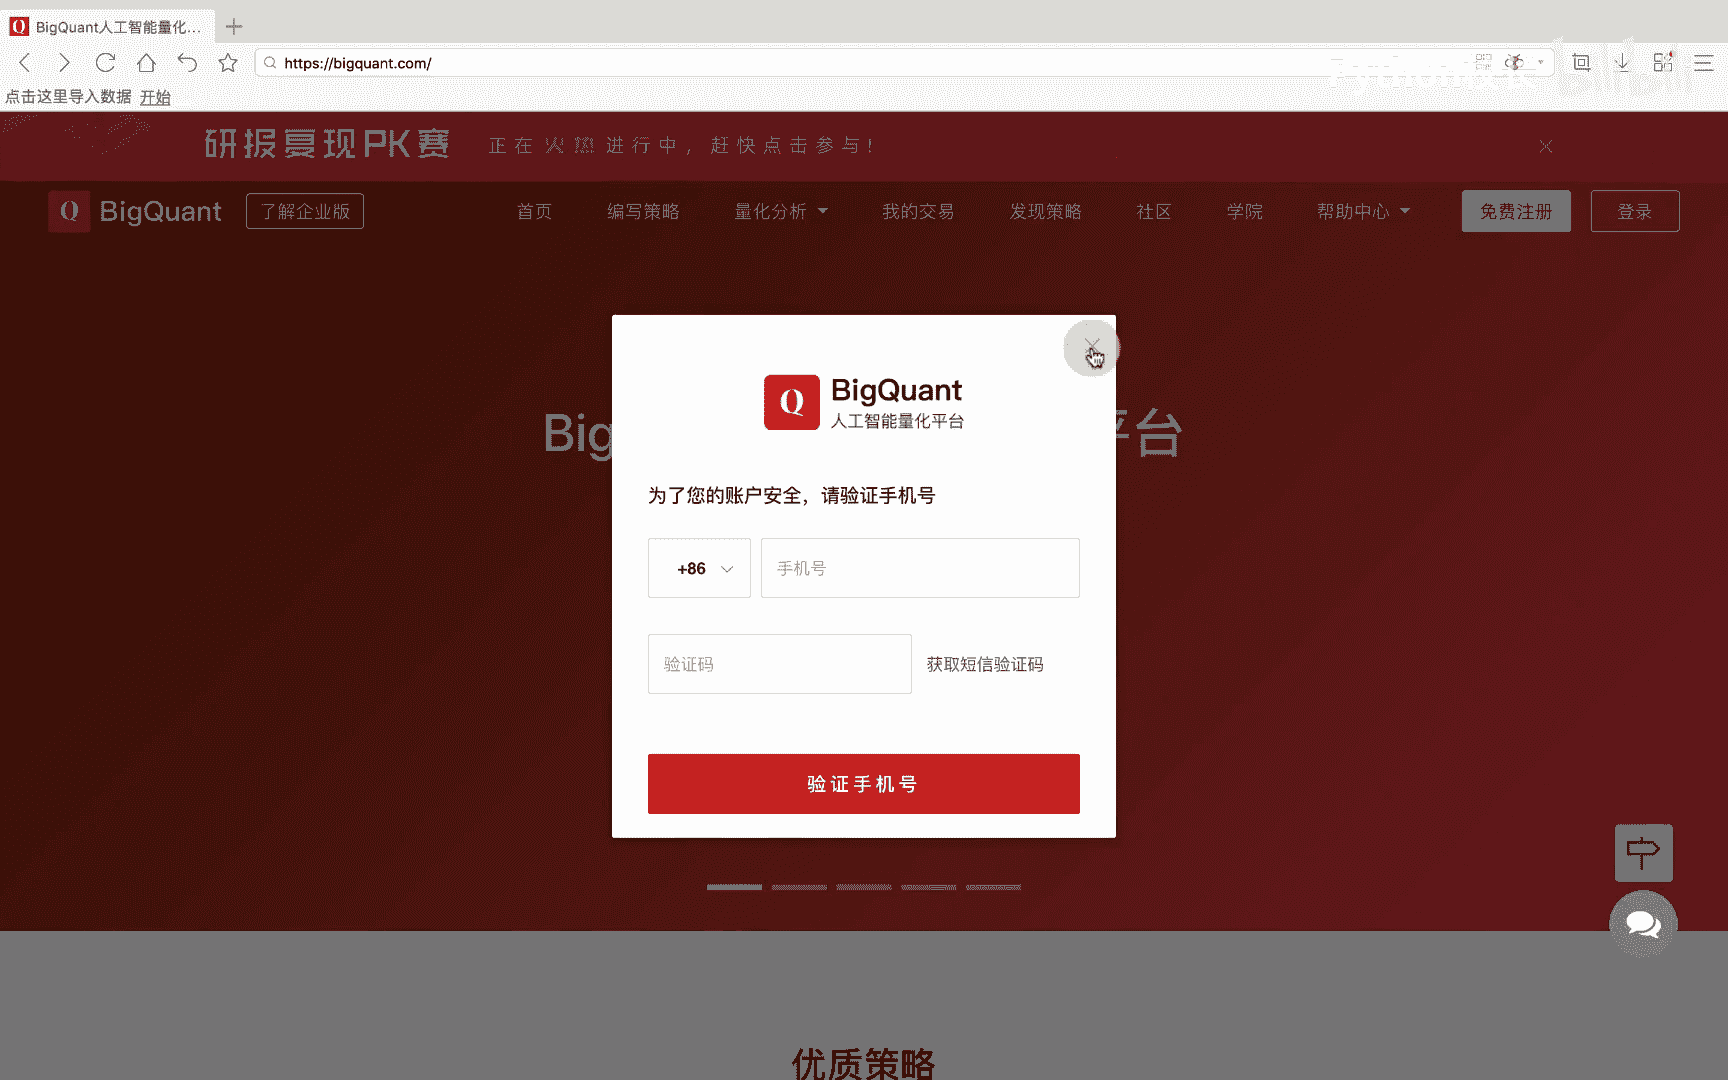 BigQuant人工智能量化...
https://bigquant.com/
点击这里导入数据 开始
研报复现PK赛 正在火热进行中，赶快点击参与!
Q BigQuant 了解企业版 首页 编写策略 量化分析 我的交易 发现策略 社区 学院 帮助中心 免费注册 登录
Big 平台
Q BigQuant
人工智能量化平台
为了您的账户安全，请验证手机号
+86 手机号
验证码 获取短信验证码
验证手机号
优质策略